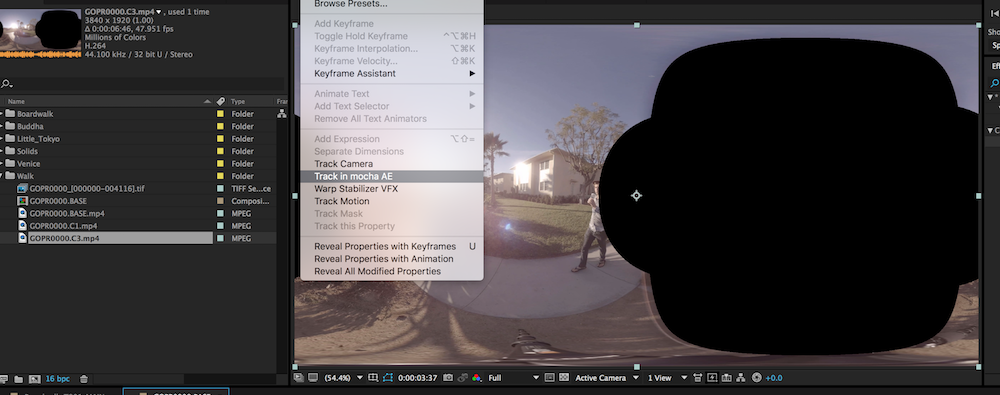 GOPR0000.C3.mp4 ▼, used 1 time
3840 x 1920 (1.00)
Δ 0:00:06:46, 47.951 fps
Millions of Colors
H.264
44.100 kHz / 32 bit U / Stereo
Name Type Fran
Boardwalk Folder
Buddha Folder
Little_Tokyo Folder
Solids Folder
Venice Folder
Walk Folder
GOPR0000_[000000-004116].tif TIFF Se...ce
GOPR0000.BASE Composi...
GOPR0000.BASE.mp4 MPEG
GOPR0000.C1.mp4 MPEG
GOPR0000.C3.mp4 MPEG
16 bpc
Browse Presets...
Add Keyframe
Toggle Hold Keyframe ^⌥⌘H
Keyframe Interpolation... ⌥⌘K
Keyframe Velocity... ⇧⌘K
Keyframe Assistant ▶
Animate Text ▶
Add Text Selector ▶
Remove All Text Animators
Add Expression ⌥⇧=
Separate Dimensions
Track Camera
Track in mocha AE
Warp Stabilizer VFX
Track Motion
Track Mask
Track this Property
Reveal Properties with Keyframes U
Reveal Properties with Animation
Reveal All Modified Properties
(54.4%) 0:00:03:37 Full Active Camera 1 View +0.0
Sho
Sp